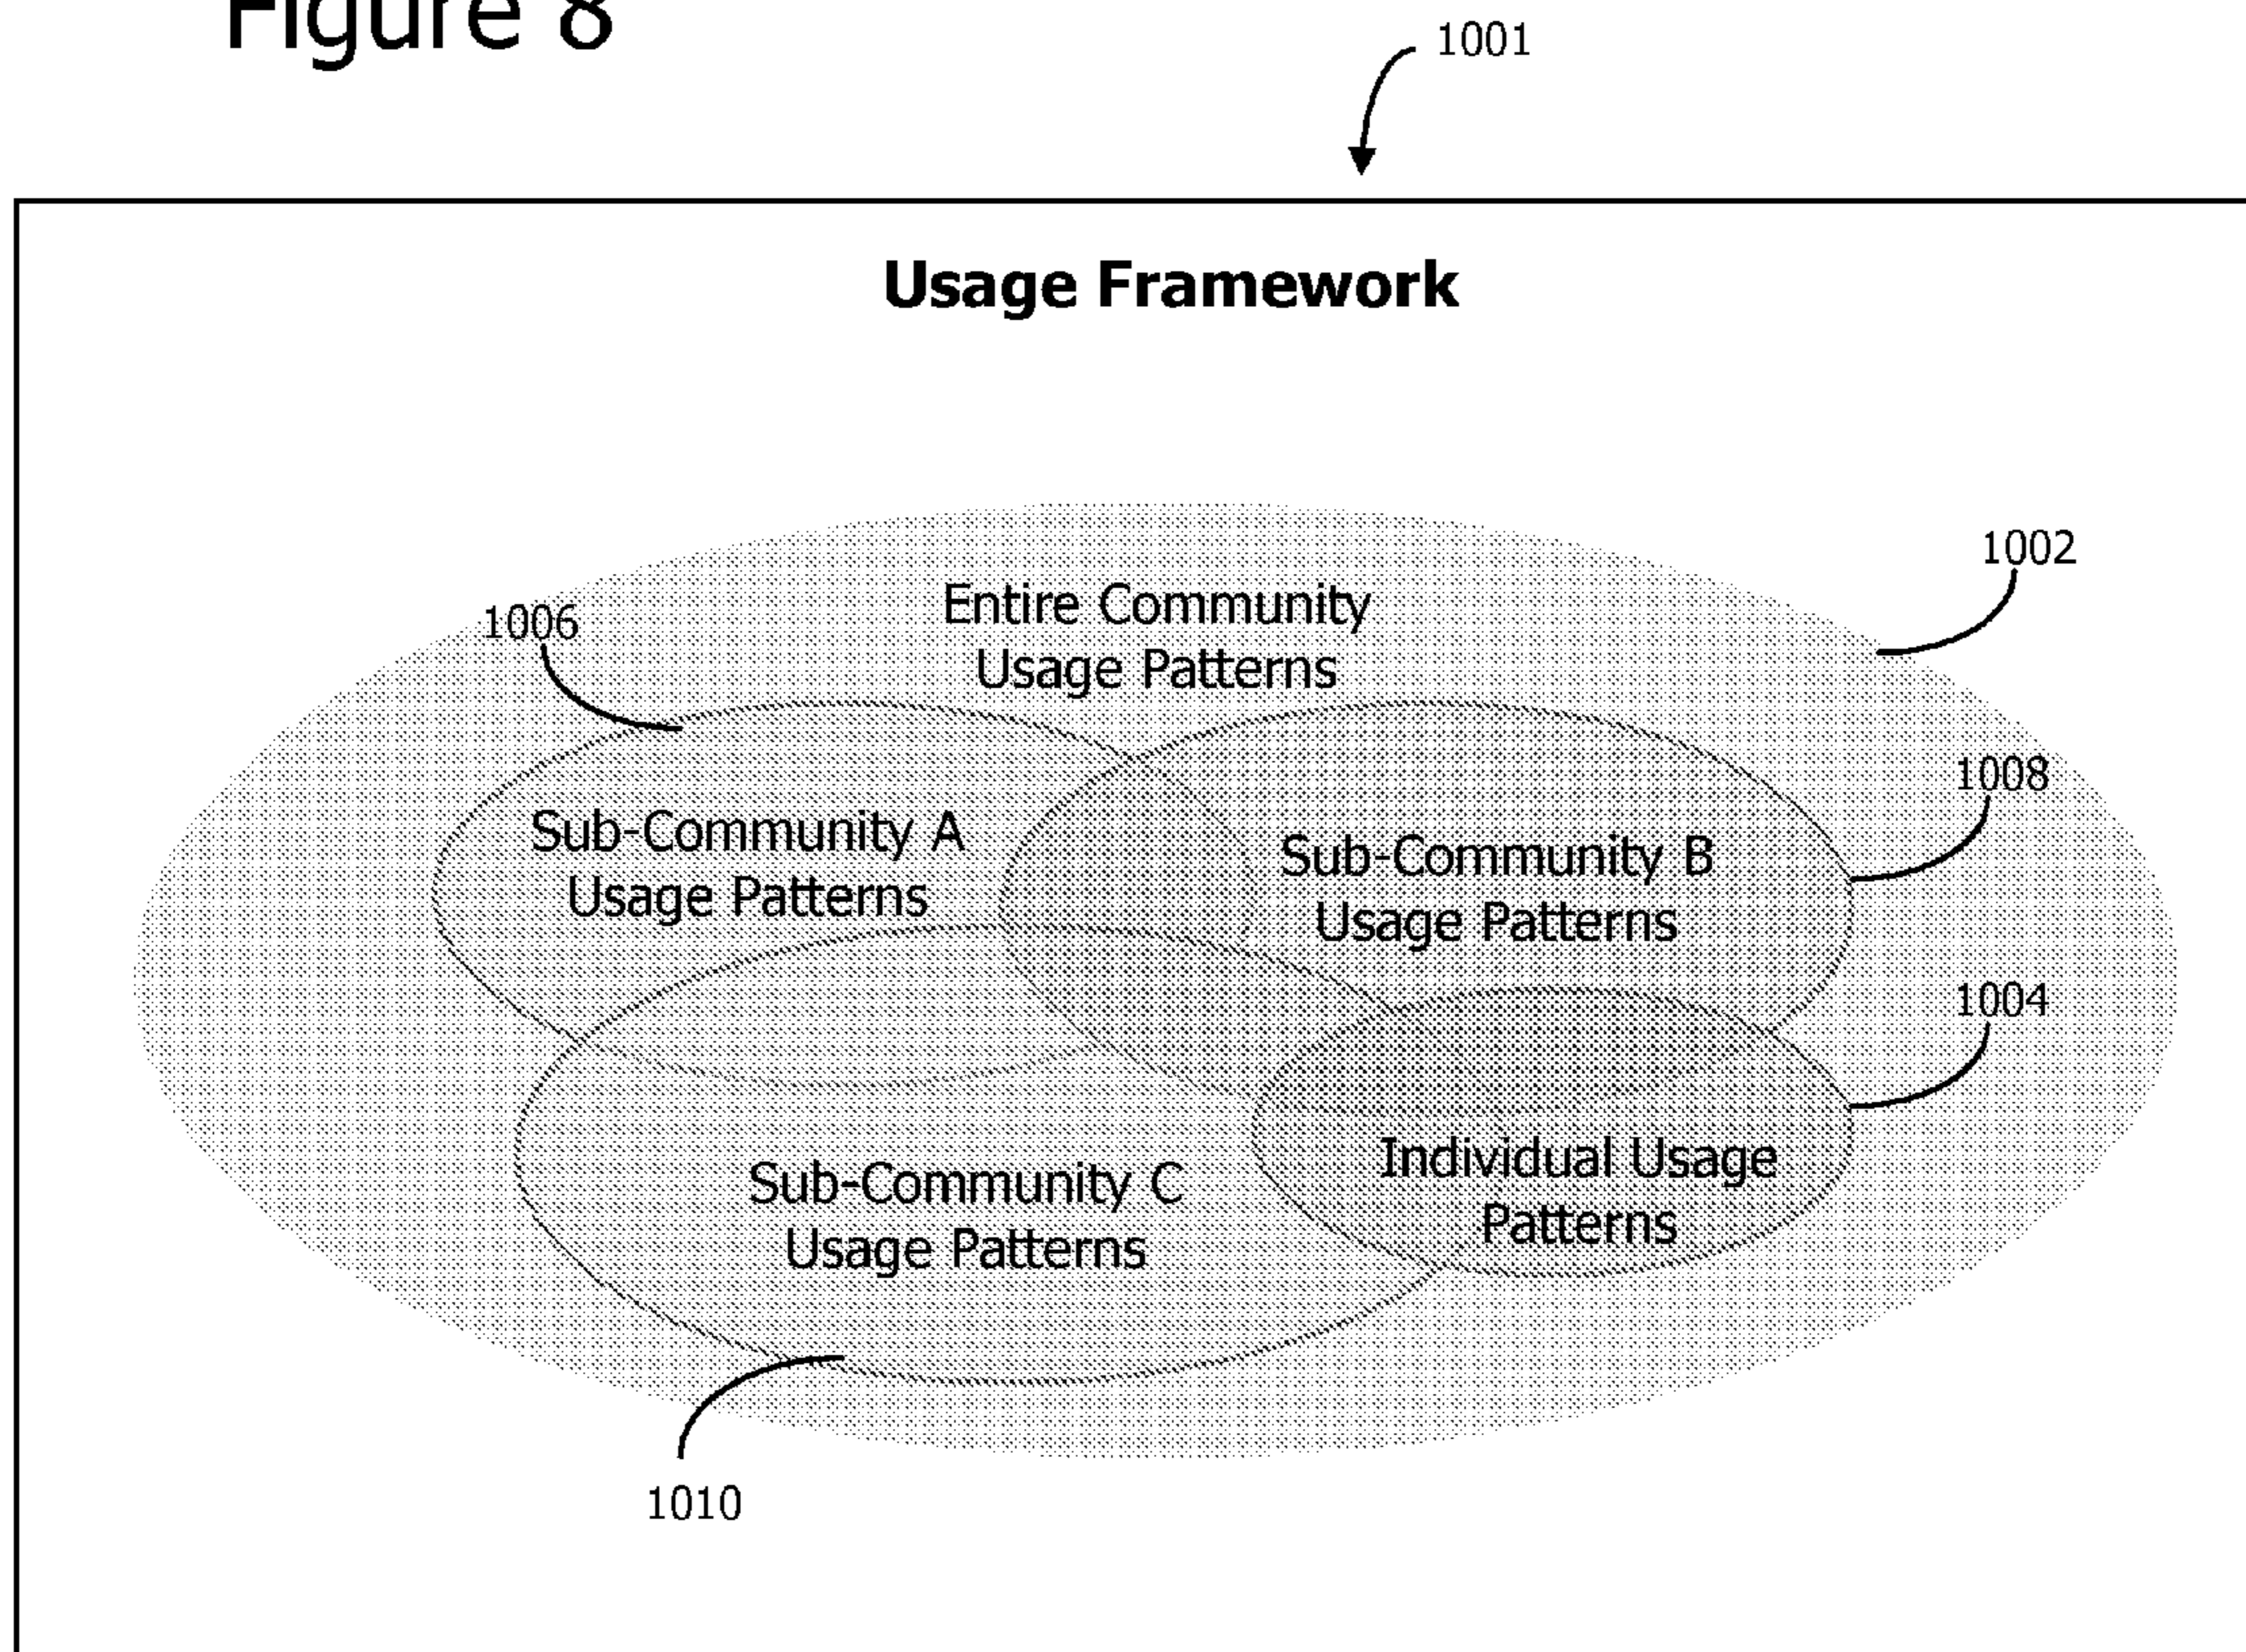 Figure 8
1001
Usage Framework
1002
Entire Community
Usage Patterns
1006
1008
Sub-Community A
Usage Patterns
Sub-Community B
Usage Patterns
1004
Individual Usage
Patterns
Sub-Community C
Usage Patterns
1010